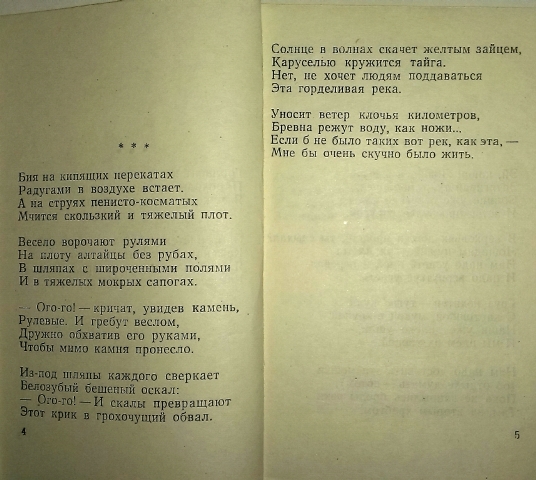 * * *
Бия на кипящих перекатах
Радугами в воздухе встает.
А на струях пенисто-косматых
Мчится скользкий и тяжелый плот.
Весело ворочают рулями
На плоту алтайцы без рубах,
В шляпах с широченными полями
И в тяжелых мокрых сапогах.
— Ого-го! — кричат, увидев камень,
Рулевые. И гребут веслом,
Дружно обхватив его руками,
Чтобы мимо камня пронесло.
Из-под шляпы каждого сверкает
Белозубый бешеный оскал:
— Ого-го! — И скалы превращают
Этот крик в грохочущий обвал.
4
Солнце в волнах скачет желтым зайцем,
Каруселью кружится тайга.
Нет, не хочет людям поддаваться
Эта горделивая река.
Уносит ветер клочья километров,
Бревна режут воду, как ножи...
Если б не было таких вот рек, как эта, —
Мне бы очень скучно было жить.
5